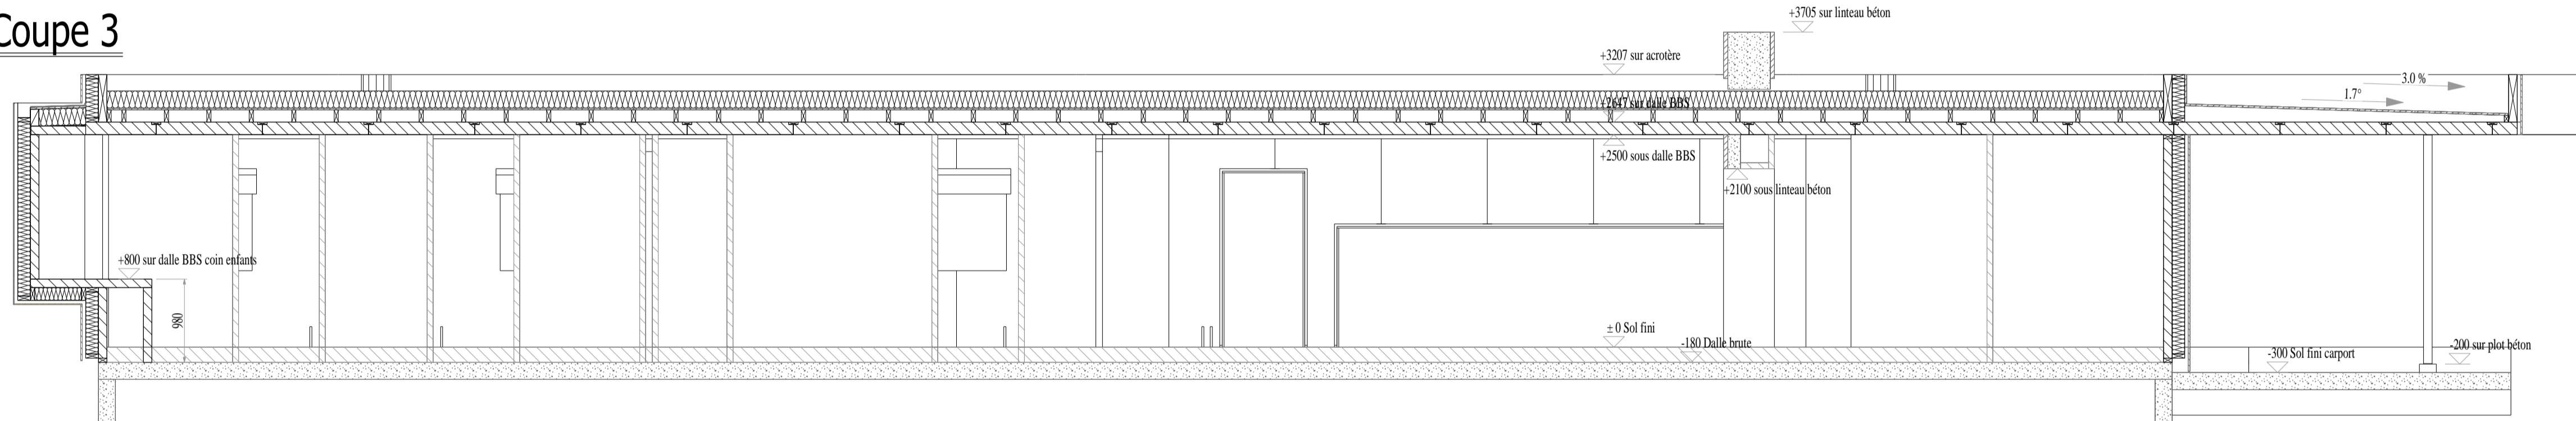 Coupe 3
+3705 sur linteau béton
+3207 sur acrotère
3.0 %
1.7°
+2647 sur dalle BBS
+2500 sous dalle BBS
+2100 sous linteau béton
+800 sur dalle BBS coin enfants
980
± 0 Sol fini
-180 Dalle brute
-200 sur plot béton
-300 Sol fini carport